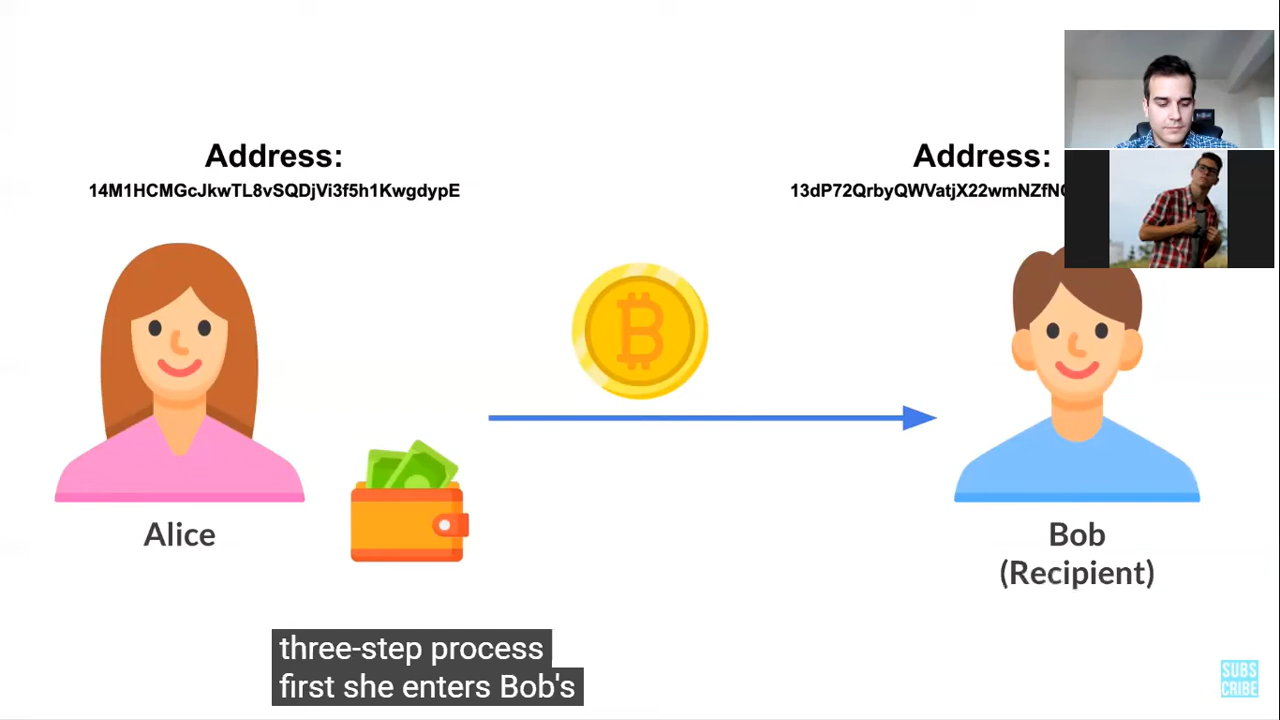 Address:
14M1HCMGcJkwTL8vSQDjVi3f5h1KwgdypE
Address:
13dP72QrbyQWVatjX22wmNZfN
Alice
Bob
(Recipient)
three-step process
first she enters Bob's
SUBS
CRIBE